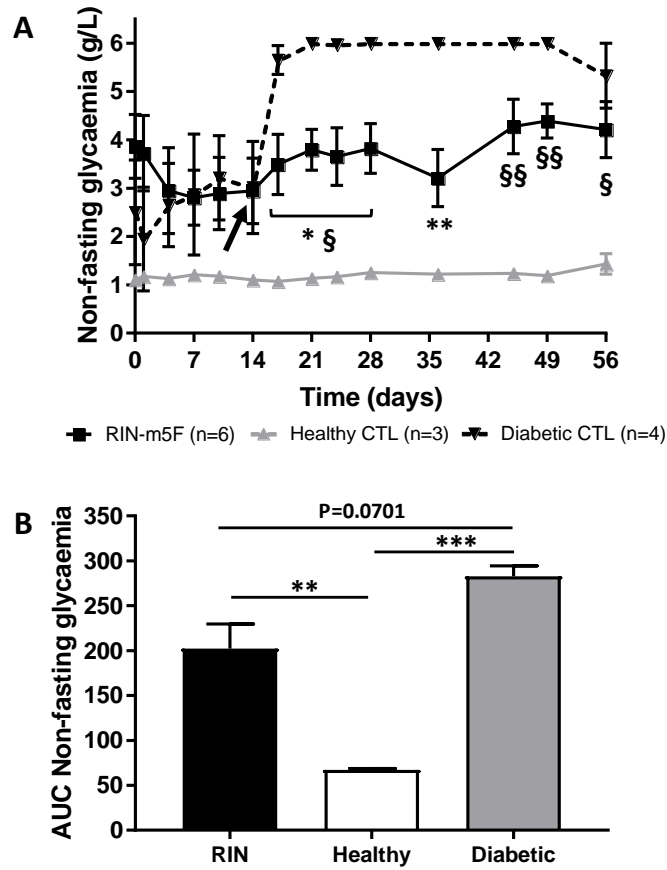 A
Non-fasting glycaemia (g/L)
6
5
4
3
2
1
0
* §
**
§§
§§
§
0 7 14 21 28 35 42 49 56
Time (days)
RIN-m5F (n=6) Healthy CTL (n=3) Diabetic CTL (n=4)
B
AUC Non-fasting glycaemia
350
300
250
200
150
100
50
0
P=0.0701
***
**
RIN Healthy Diabetic